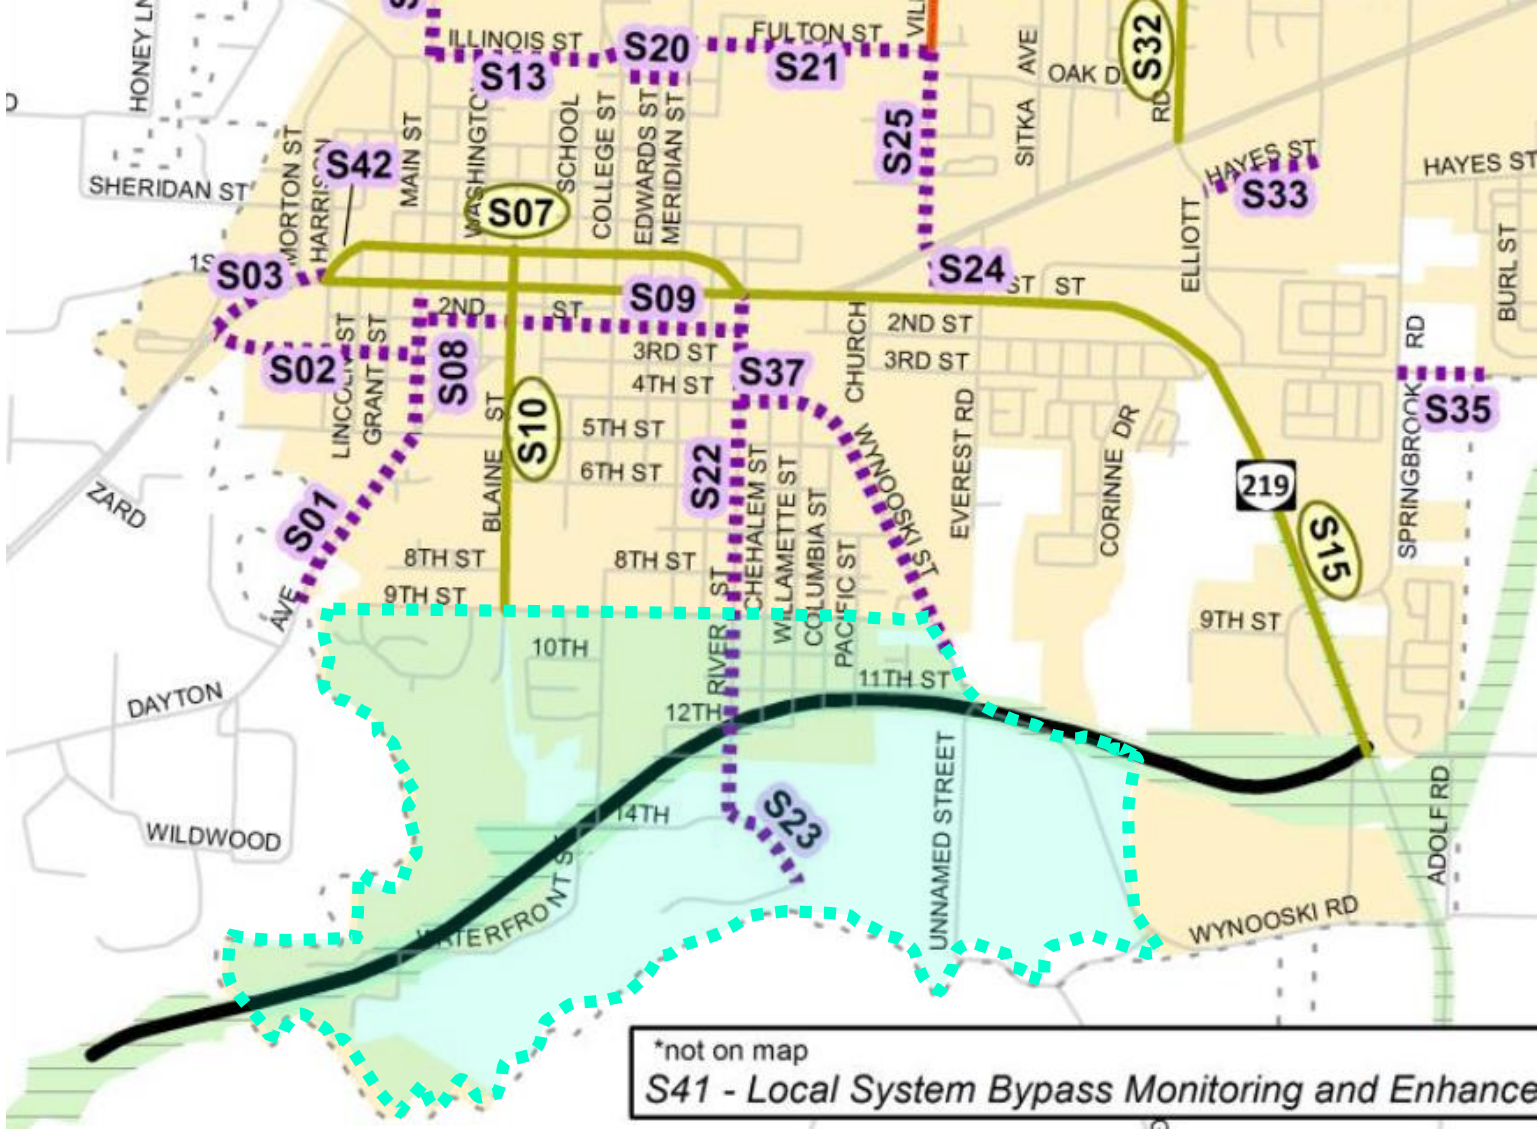 HONEY LN
ILLINOIS ST
S13
S20
FULTON ST
S21
S32
SITKA AVE
RD
S25
SHERIDAN ST
MORTON ST
HARRISON
S42
MAIN ST
SCHOOL
COLLEGE ST
EDWARDS ST
MERIDIAN ST
HAYES ST
S33
HAYES ST
S07
ELLIOTT
BURL ST
S03
S24
ST
2ND ST
S09
CHURCH
2ND ST
3RD ST
3RD ST
4TH ST
S02
LINCOLN ST
GRANT ST
S08
S37
RD
S35
S10
5TH ST
6TH ST
S22
CHEHALEM ST
WILLAMETTE ST
COLUMBIA ST
PACIFIC ST
WYNOOSKI ST
EVEREST RD
CORINNE DR
219
SPRINGBROOK
S15
ZARD
S01
BLAINE ST
8TH ST
8TH ST
9TH ST
AVE
RIVER ST
10TH
9TH ST
11TH ST
12TH
DAYTON
UNNAMED STREET
WILDWOOD
14TH
S23
ADOLF RD
WATERFRONT ST
WYNOOSKI RD
*not on map
S41 - Local System Bypass Monitoring and Enhance